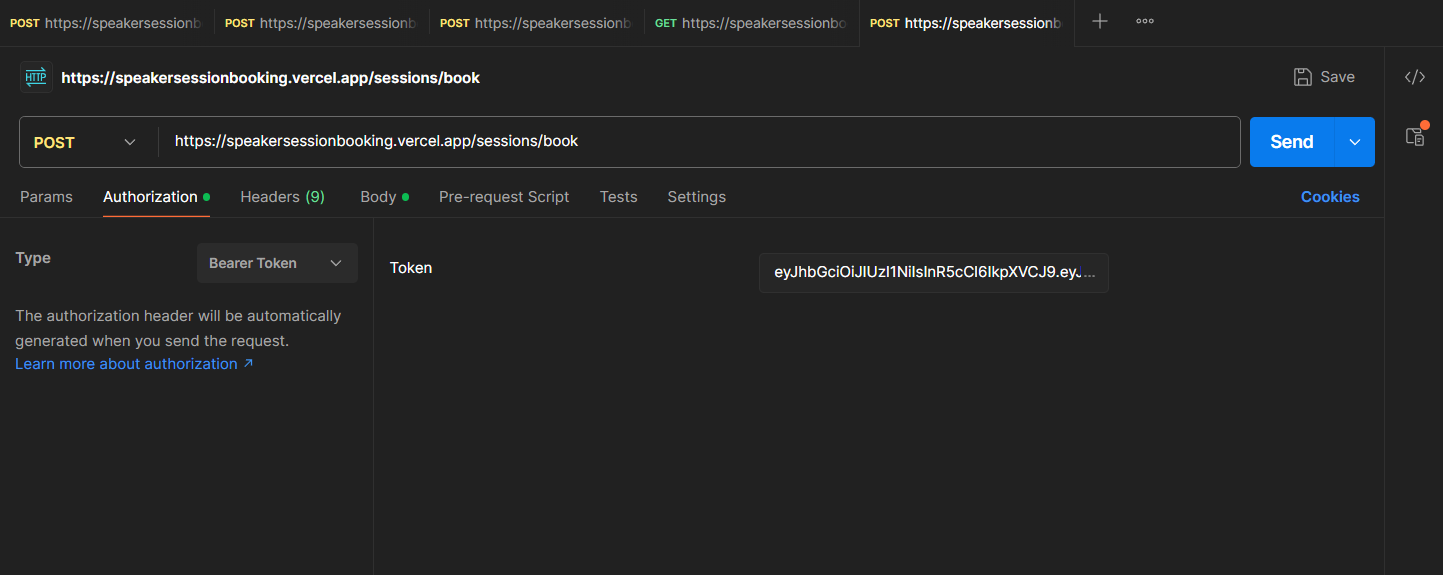 POST https://speakersessionb
POST https://speakersessionb
POST https://speakersessionb
GET https://speakersessionbo
POST https://speakersessionb
HTTP https://speakersessionbooking.vercel.app/sessions/book
Save
POST https://speakersessionbooking.vercel.app/sessions/book
Send
Params Authorization Headers (9) Body Pre-request Script Tests Settings Cookies
Type Bearer Token
Token eyJhbGciOiJIUzI1NiIsInR5cCI6IkpXVCJ9.eyJ...
The authorization header will be automatically
generated when you send the request.
Learn more about authorization ↗